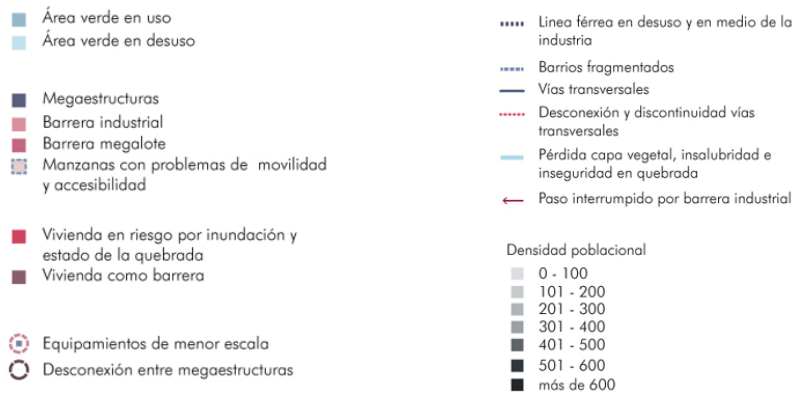 Área verde en uso
Área verde en desuso
Megaestructuras
Barrera industrial
Barrera megalote
Manzanas con problemas de movilidad
y accesibilidad
Vivienda en riesgo por inundación y
estado de la quebrada
Vivienda como barrera
Equipamientos de menor escala
Desconexión entre megaestructuras
Linea férrea en desuso y en medio de la
industria
Barrios fragmentados
Vías transversales
Desconexión y discontinuidad vías
transversales
Pérdida capa vegetal, insalubridad e
inseguridad en quebrada
Paso interrumpido por barrera industrial
Densidad poblacional
0 - 100
101 - 200
201 - 300
301 - 400
401 - 500
501 - 600
más de 600